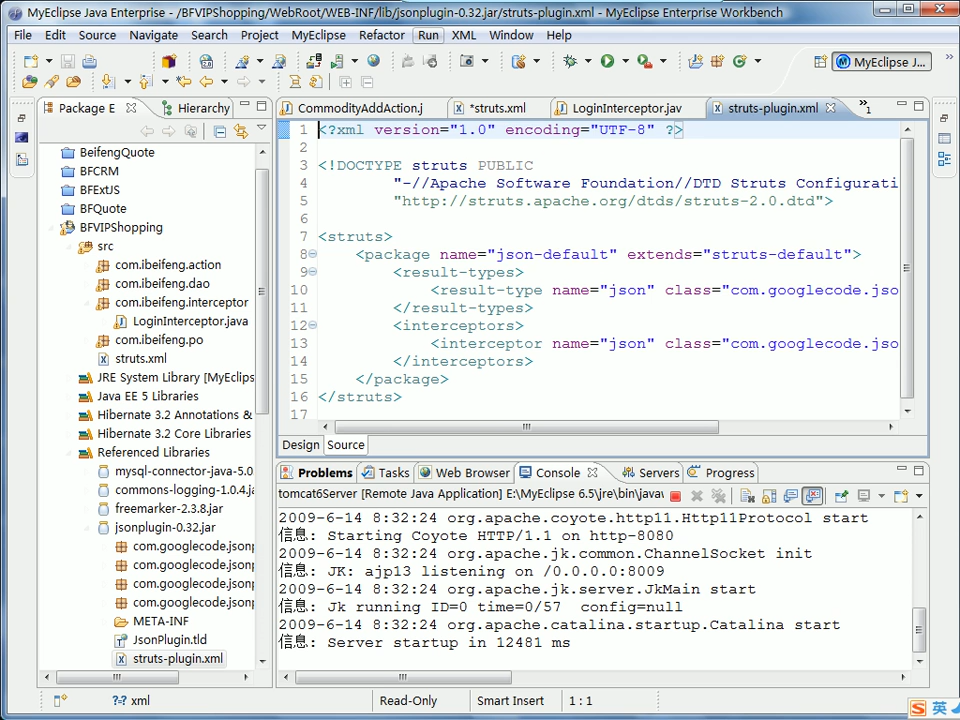 MyEclipse Java Enterprise - /BFVIPShopping/WebRoot/WEB-INF/lib/jsonplugin-0.32.jar/struts-plugin.xml - MyEclipse Enterprise Workbench
File Edit Source Navigate Search Project MyEclipse Refactor Run XML Window Help
MyEclipse J...
Package E Hierarchy
CommodityAddAction.j *struts.xml LoginInterceptor.jav struts-plugin.xml »1
BeifengQuote
BFCRM
BFExtJS
BFQuote
BFVIPShopping
src
com.ibeifeng.action
com.ibeifeng.dao
com.ibeifeng.interceptor
LoginInterceptor.java
com.ibeifeng.po
struts.xml
JRE System Library [MyEclips
Java EE 5 Libraries
Hibernate 3.2 Annotations &
Hibernate 3.2 Core Libraries
Referenced Libraries
mysql-connector-java-5.0
commons-logging-1.0.4.ja
freemarker-2.3.8.jar
jsonplugin-0.32.jar
com.googlecode.jsonp
com.googlecode.jsonp
com.googlecode.jsonp
com.googlecode.jsonp
META-INF
JsonPlugin.tld
struts-plugin.xml
1 <?xml version="1.0" encoding="UTF-8" ?>
2
3 <!DOCTYPE struts PUBLIC
4 "-//Apache Software Foundation//DTD Struts Configurati
5 "http://struts.apache.org/dtds/struts-2.0.dtd">
6
7 <struts>
8 <package name="json-default" extends="struts-default">
9 <result-types>
10 <result-type name="json" class="com.googlecode.jso
11 </result-types>
12 <interceptors>
13 <interceptor name="json" class="com.googlecode.jso
14 </interceptors>
15 </package>
16 </struts>
17
Design Source
Problems Tasks Web Browser Console Servers Progress
tomcat6Server [Remote Java Application] E:\MyEclipse 6.5\jre\bin\javav
2009-6-14 8:32:24 org.apache.coyote.http11.Http11Protocol start
信息: Starting Coyote HTTP/1.1 on http-8080
2009-6-14 8:32:24 org.apache.jk.common.ChannelSocket init
信息: JK: ajp13 listening on /0.0.0.0:8009
2009-6-14 8:32:24 org.apache.jk.server.JkMain start
信息: Jk running ID=0 time=0/57 config=null
2009-6-14 8:32:24 org.apache.catalina.startup.Catalina start
信息: Server startup in 12481 ms
?-? xml Read-Only Smart Insert 1 : 1
S 英